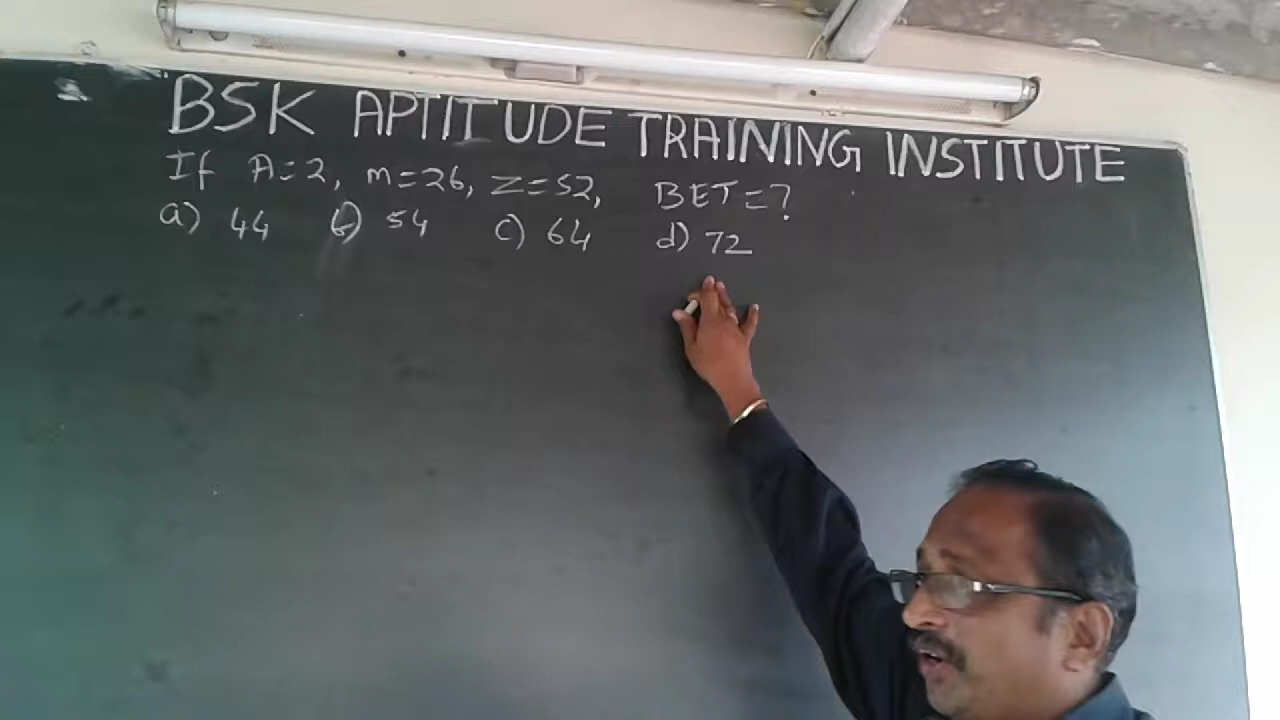 BSK APTITUDE TRAINING INSTITUTE
If A=2, m=26, Z=52, BET=?
a) 44 b) 54 c) 64 d) 72